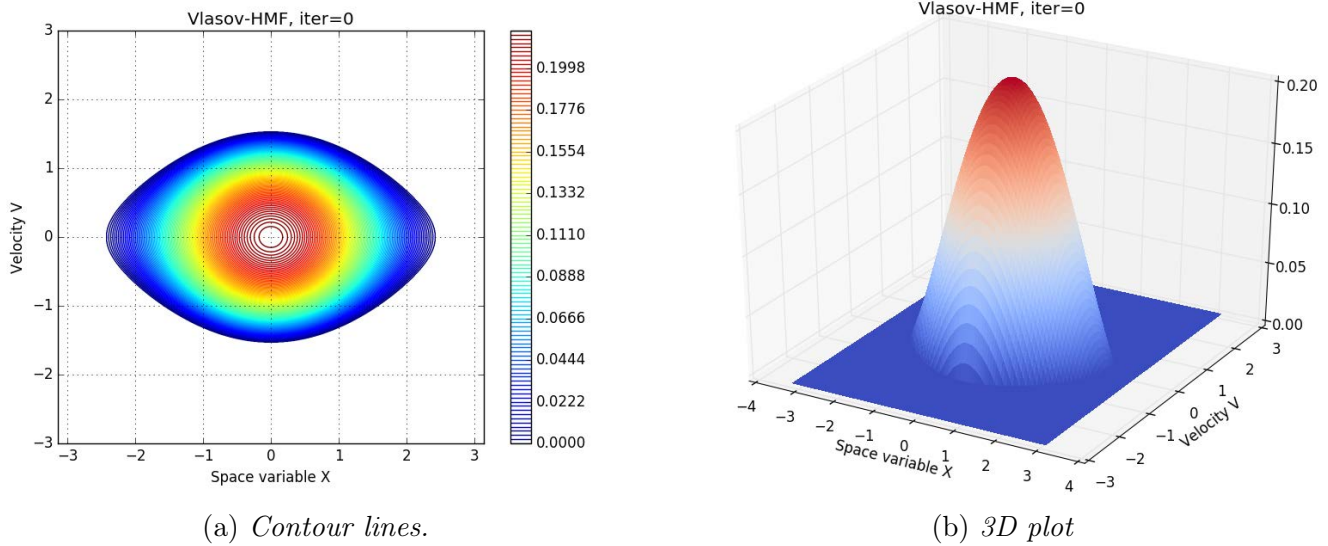 Vlasov-HMF, iter=0
3
2
1
0
−1
−2
−3
Velocity V
−3 −2 −1 0 1 2 3
Space variable X
0.1998
0.1776
0.1554
0.1332
0.1110
0.0888
0.0666
0.0444
0.0222
0.0000
(a) Contour lines.
Vlasov-HMF, iter=0
0.20
0.15
0.10
0.05
0.00
−4 −3 −2 −1 0 1 2 3 4
Space variable X
−3 −2 −1 0 1 2 3
Velocity V
(b) 3D plot